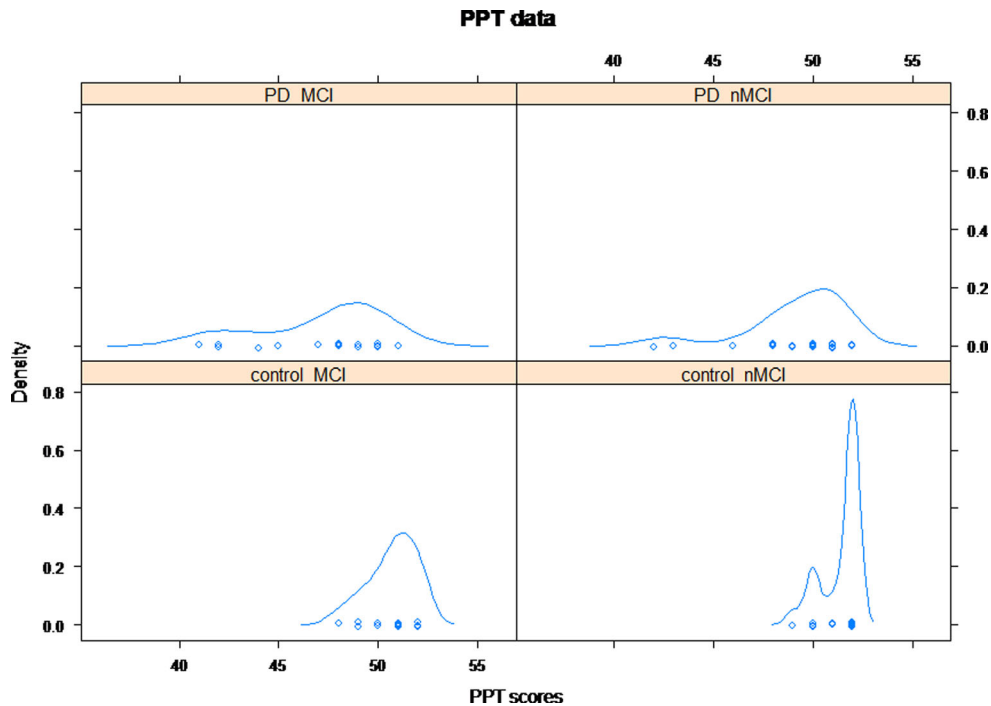 PPT data
40 45 50 55
PD_MCI PD_nMCI
0.8
0.6
0.4
0.2
0.0
control_MCI control_nMCI
0.8
0.6
0.4
0.2
0.0
Density
40 45 50 55
PPT scores